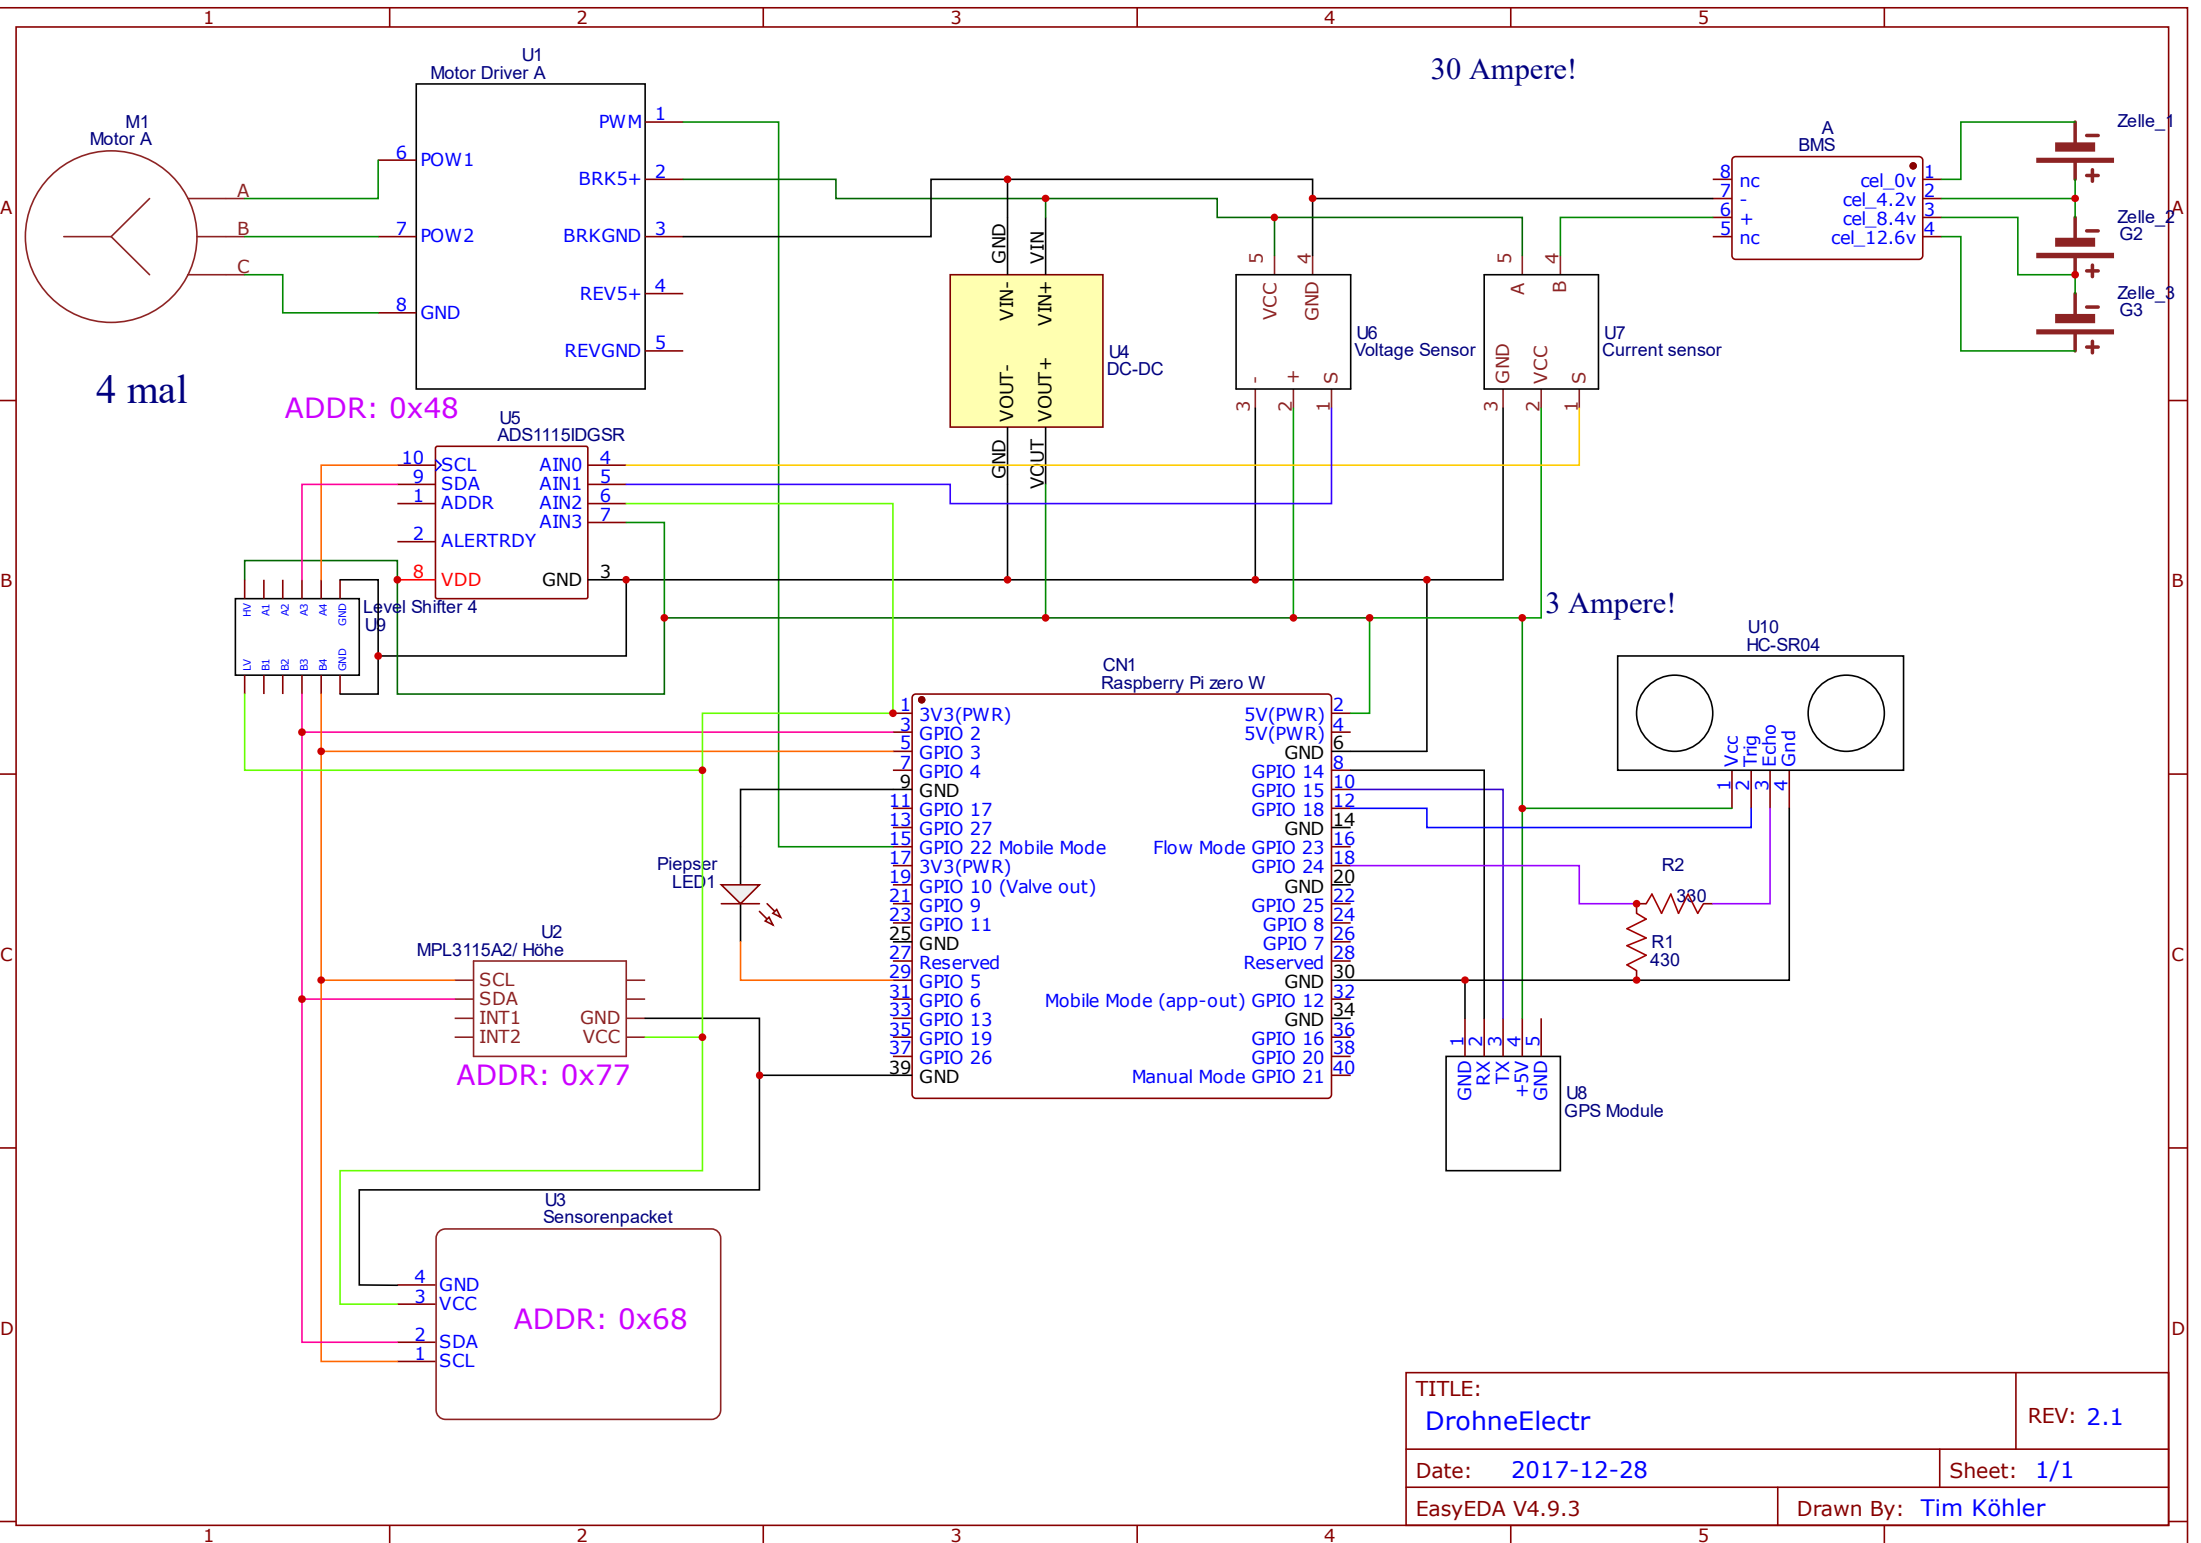 1 2 3 4 5
A
B
C
D
A
B
C
D
1 2 3 4 5
30 Ampere!
U1
Motor Driver A
PWM 1
BRK5+ 2
BRKGND 3
REV5+ 4
REVGND 5
6 POW1
7 POW2
8 GND
M1
Motor A
A
B
C
4 mal
GND
VIN
VIN-
VIN+
VOUT-
VOUT+
GND
VOUT
U4
DC-DC
5 4
VCC
GND
-
+
S
3 2 1
U6
Voltage Sensor
5 4
A
B
GND
VCC
S
3 2 1
U7
Current sensor
A
BMS
8 nc
7 -
6 +
5 nc
cel_0v 1
cel_4.2v 2
cel_8.4v 3
cel_12.6v 4
Zelle_1
Zelle_2
G2
Zelle_3
G3
ADDR: 0x48
U5
ADS1115IDGSR
10 SCL
9 SDA
1 ADDR
2 ALERTRDY
8 VDD
AIN0 4
AIN1 5
AIN2 6
AIN3 7
GND 3
HV A1 A2 A3 A4 GND
LV B1 B2 B3 B4 GND
Level Shifter 4
U9
3 Ampere!
U10
HC-SR04
Vcc
Trig
Echo
Gnd
1 2 3 4
CN1
Raspberry Pi zero W
1 3V3(PWR)
3 GPIO 2
5 GPIO 3
7 GPIO 4
9 GND
11 GPIO 17
13 GPIO 27
15 GPIO 22 Mobile Mode
17 3V3(PWR)
19 GPIO 10 (Valve out)
21 GPIO 9
23 GPIO 11
25 GND
27 Reserved
29 GPIO 5
31 GPIO 6
33 GPIO 13
35 GPIO 19
37 GPIO 26
39 GND
5V(PWR) 2
5V(PWR) 4
GND 6
GPIO 14 8
GPIO 15 10
GPIO 18 12
GND 14
Flow Mode GPIO 23 16
GPIO 24 18
GND 20
GPIO 25 22
GPIO 8 24
GPIO 7 26
Reserved 28
GND 30
Mobile Mode (app-out) GPIO 12 32
GND 34
GPIO 16 36
GPIO 20 38
Manual Mode GPIO 21 40
Piepser
LED1
R2
330
R1
430
U2
MPL3115A2/ Höhe
SCL
SDA
INT1
INT2
GND
VCC
ADDR: 0x77
1 2 3 4 5
GND
RX
TX
+5V
GND
U8
GPS Module
U3
Sensorenpacket
4 GND
3 VCC
2 SDA
1 SCL
ADDR: 0x68
TITLE:
DrohneElectr
REV: 2.1
Date: 2017-12-28
Sheet: 1/1
EasyEDA V4.9.3
Drawn By: Tim Köhler